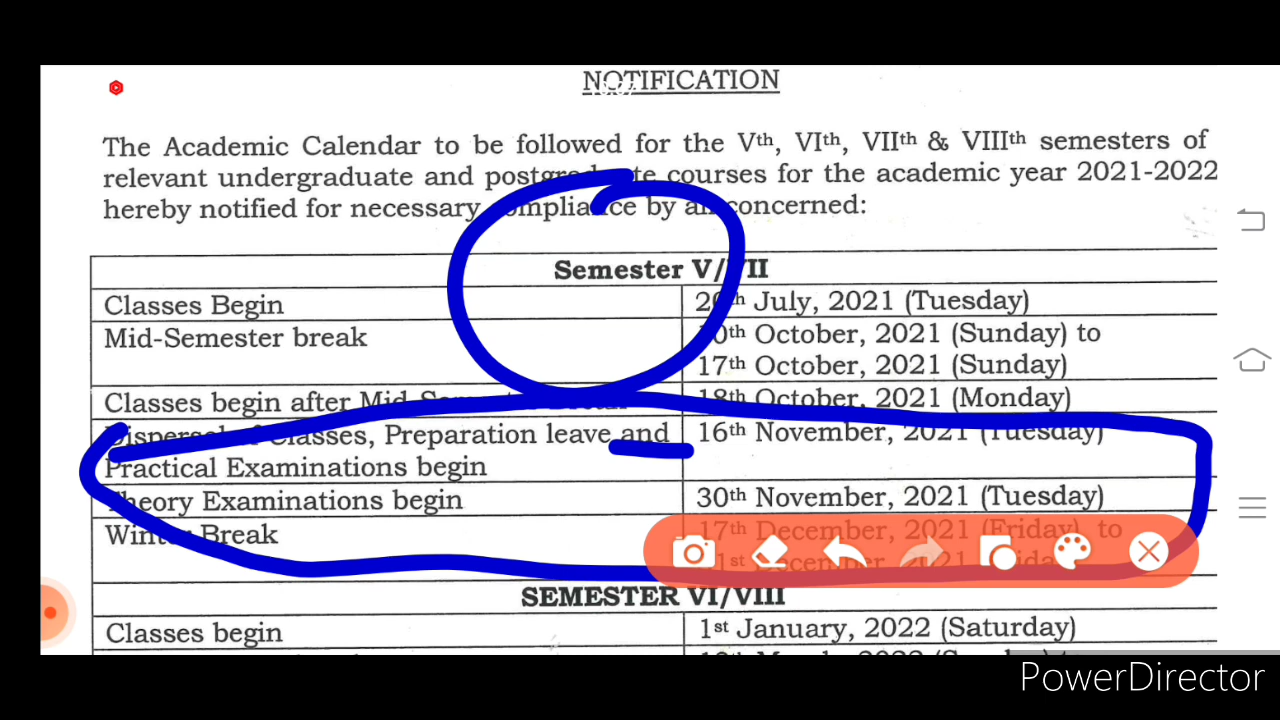 NOTIFICATION
The Academic Calendar to be followed for the Vth, VIth, VIIth & VIIIth semesters of
relevant undergraduate and postgraduate courses for the academic year 2021-2022
hereby notified for necessary compliance by all concerned:
Semester V/VII
Classes Begin 20th July, 2021 (Tuesday)
Mid-Semester break 10th October, 2021 (Sunday) to
17th October, 2021 (Sunday)
Classes begin after Mid-Semester Break 18th October, 2021 (Monday)
Dispersal of Classes, Preparation leave and 16th November, 2021 (Tuesday)
Practical Examinations begin
Theory Examinations begin 30th November, 2021 (Tuesday)
Winter Break 17th December, 2021 (Friday) to
December, 2021
SEMESTER VI/VIII
Classes begin 1st January, 2022 (Saturday)
PowerDirector